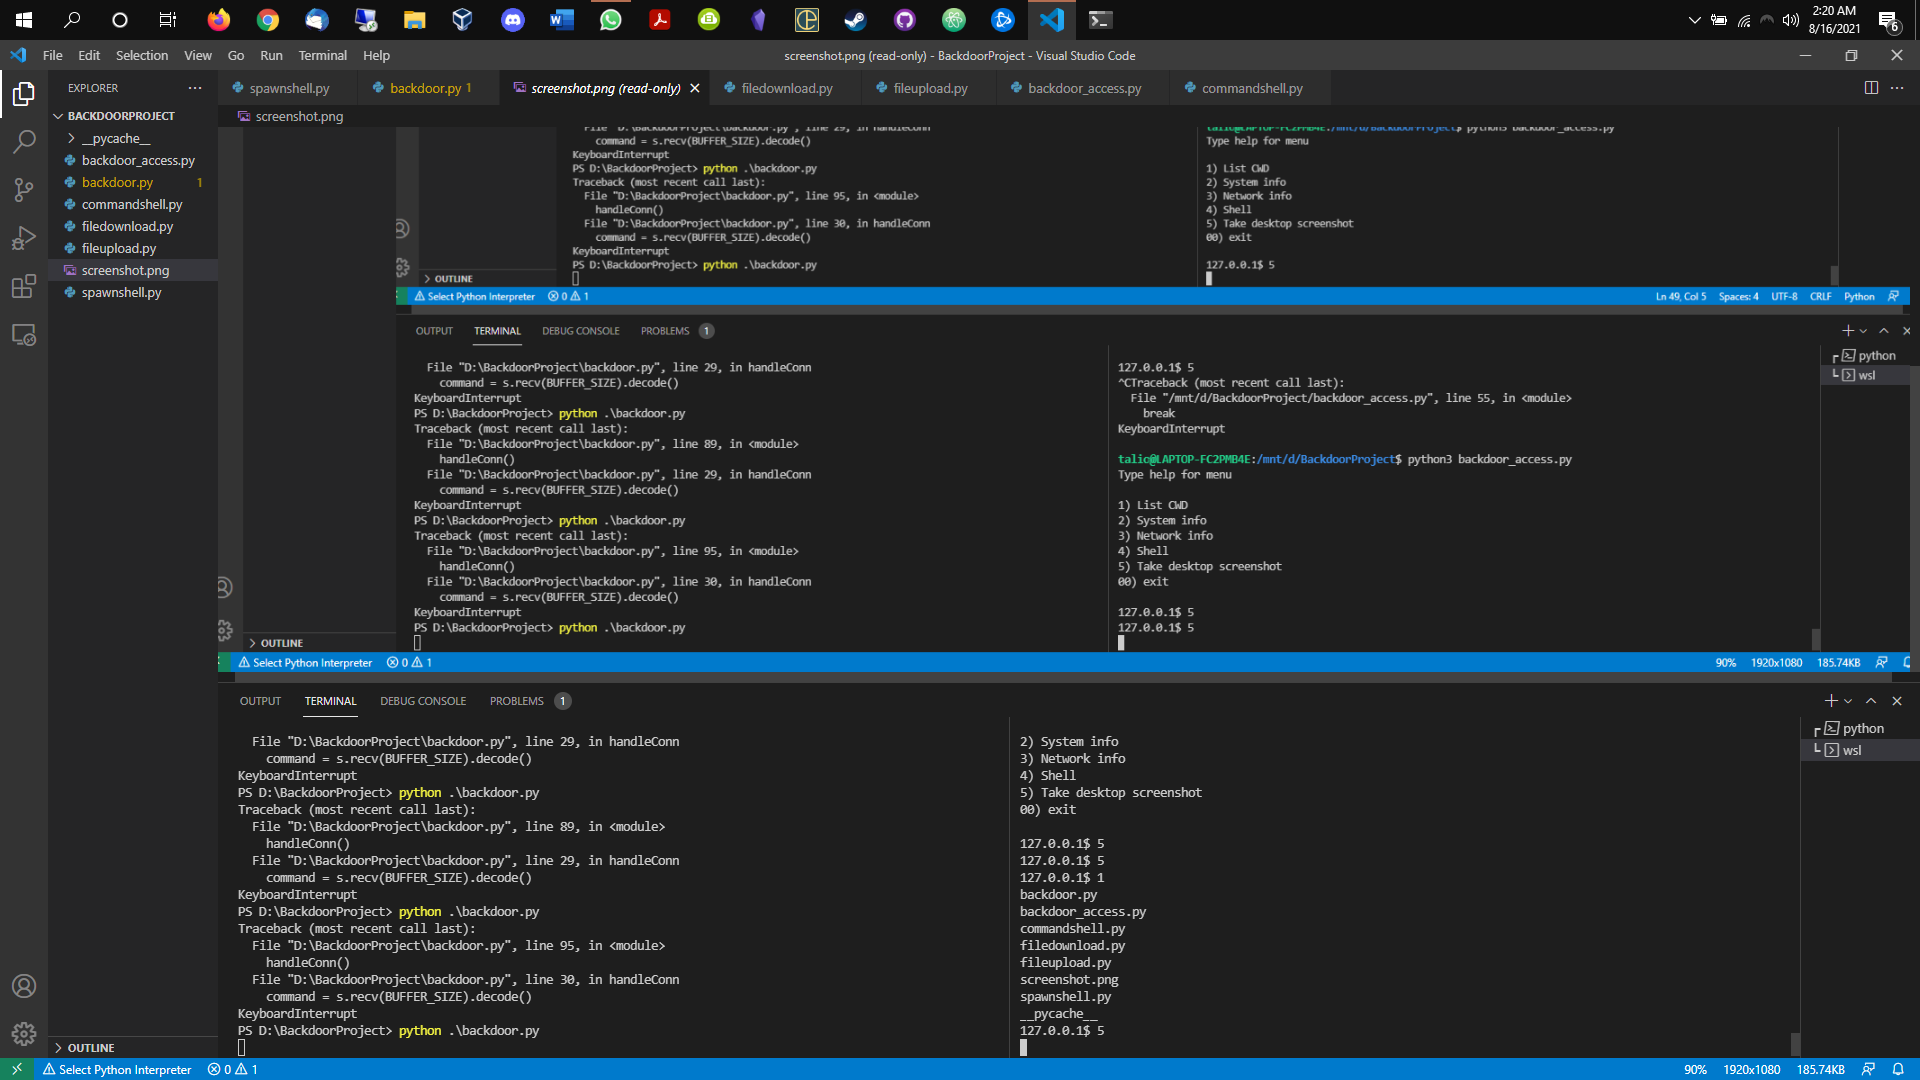 2:20 AM
8/16/2021
6
File Edit Selection View Go Run Terminal Help
screenshot.png (read-only) - BackdoorProject - Visual Studio Code
EXPLORER
spawnshell.py
backdoor.py 1
screenshot.png (read-only)
filedownload.py
fileupload.py
backdoor_access.py
commandshell.py
BACKDOORPROJECT
__pycache__
backdoor_access.py
backdoor.py 1
commandshell.py
filedownload.py
fileupload.py
screenshot.png
spawnshell.py
screenshot.png
File "D:\BackdoorProject\backdoor.py", line 29, in handleConn
command = s.recv(BUFFER_SIZE).decode()
KeyboardInterrupt
PS D:\BackdoorProject> python .\backdoor.py
Traceback (most recent call last):
File "D:\BackdoorProject\backdoor.py", line 95, in <module>
handleConn()
File "D:\BackdoorProject\backdoor.py", line 30, in handleConn
command = s.recv(BUFFER_SIZE).decode()
KeyboardInterrupt
PS D:\BackdoorProject> python .\backdoor.py
talic@LAPTOP-FC2PMB4E:/mnt/d/BackdoorProject$ python3 backdoor_access.py
Type help for menu
1) List CWD
2) System info
3) Network info
4) Shell
5) Take desktop screenshot
00) exit
127.0.0.1$ 5
OUTLINE
Select Python Interpreter 0 1
Ln 49, Col 5 Spaces: 4 UTF-8 CRLF Python
OUTPUT TERMINAL DEBUG CONSOLE PROBLEMS 1
File "D:\BackdoorProject\backdoor.py", line 29, in handleConn
command = s.recv(BUFFER_SIZE).decode()
KeyboardInterrupt
PS D:\BackdoorProject> python .\backdoor.py
Traceback (most recent call last):
File "D:\BackdoorProject\backdoor.py", line 89, in <module>
handleConn()
File "D:\BackdoorProject\backdoor.py", line 29, in handleConn
command = s.recv(BUFFER_SIZE).decode()
KeyboardInterrupt
PS D:\BackdoorProject> python .\backdoor.py
Traceback (most recent call last):
File "D:\BackdoorProject\backdoor.py", line 95, in <module>
handleConn()
File "D:\BackdoorProject\backdoor.py", line 30, in handleConn
command = s.recv(BUFFER_SIZE).decode()
KeyboardInterrupt
PS D:\BackdoorProject> python .\backdoor.py
127.0.0.1$ 5
^CTraceback (most recent call last):
File "/mnt/d/BackdoorProject/backdoor_access.py", line 55, in <module>
break
KeyboardInterrupt
talic@LAPTOP-FC2PMB4E:/mnt/d/BackdoorProject$ python3 backdoor_access.py
Type help for menu
1) List CWD
2) System info
3) Network info
4) Shell
5) Take desktop screenshot
00) exit
127.0.0.1$ 5
127.0.0.1$ 5
python
wsl
OUTLINE
Select Python Interpreter 0 1
90% 1920x1080 185.74KB
OUTPUT TERMINAL DEBUG CONSOLE PROBLEMS 1
File "D:\BackdoorProject\backdoor.py", line 29, in handleConn
command = s.recv(BUFFER_SIZE).decode()
KeyboardInterrupt
PS D:\BackdoorProject> python .\backdoor.py
Traceback (most recent call last):
File "D:\BackdoorProject\backdoor.py", line 89, in <module>
handleConn()
File "D:\BackdoorProject\backdoor.py", line 29, in handleConn
command = s.recv(BUFFER_SIZE).decode()
KeyboardInterrupt
PS D:\BackdoorProject> python .\backdoor.py
Traceback (most recent call last):
File "D:\BackdoorProject\backdoor.py", line 95, in <module>
handleConn()
File "D:\BackdoorProject\backdoor.py", line 30, in handleConn
command = s.recv(BUFFER_SIZE).decode()
KeyboardInterrupt
PS D:\BackdoorProject> python .\backdoor.py
2) System info
3) Network info
4) Shell
5) Take desktop screenshot
00) exit
127.0.0.1$ 5
127.0.0.1$ 5
127.0.0.1$ 1
backdoor.py
backdoor_access.py
commandshell.py
filedownload.py
fileupload.py
screenshot.png
spawnshell.py
__pycache__
127.0.0.1$ 5
python
wsl
OUTLINE
Select Python Interpreter 0 1
90% 1920x1080 185.74KB